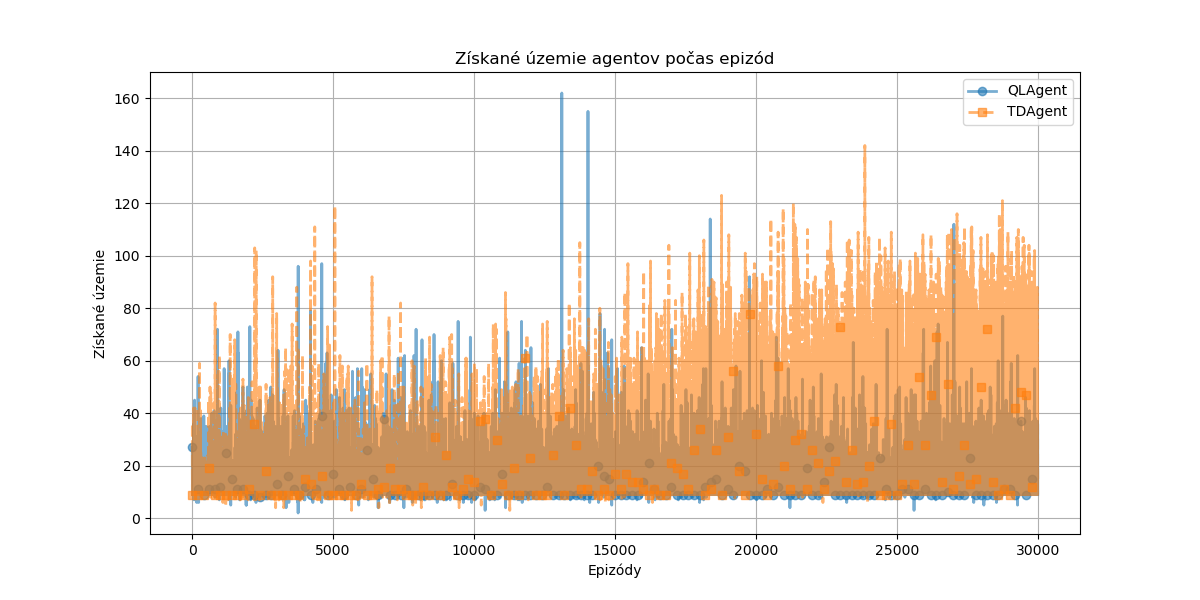 Získané územie agentov počas epizód
QLAgent
TDAgent
Získané územie
160
140
120
100
80
60
40
20
0
0 5000 10000 15000 20000 25000 30000
Epizódy